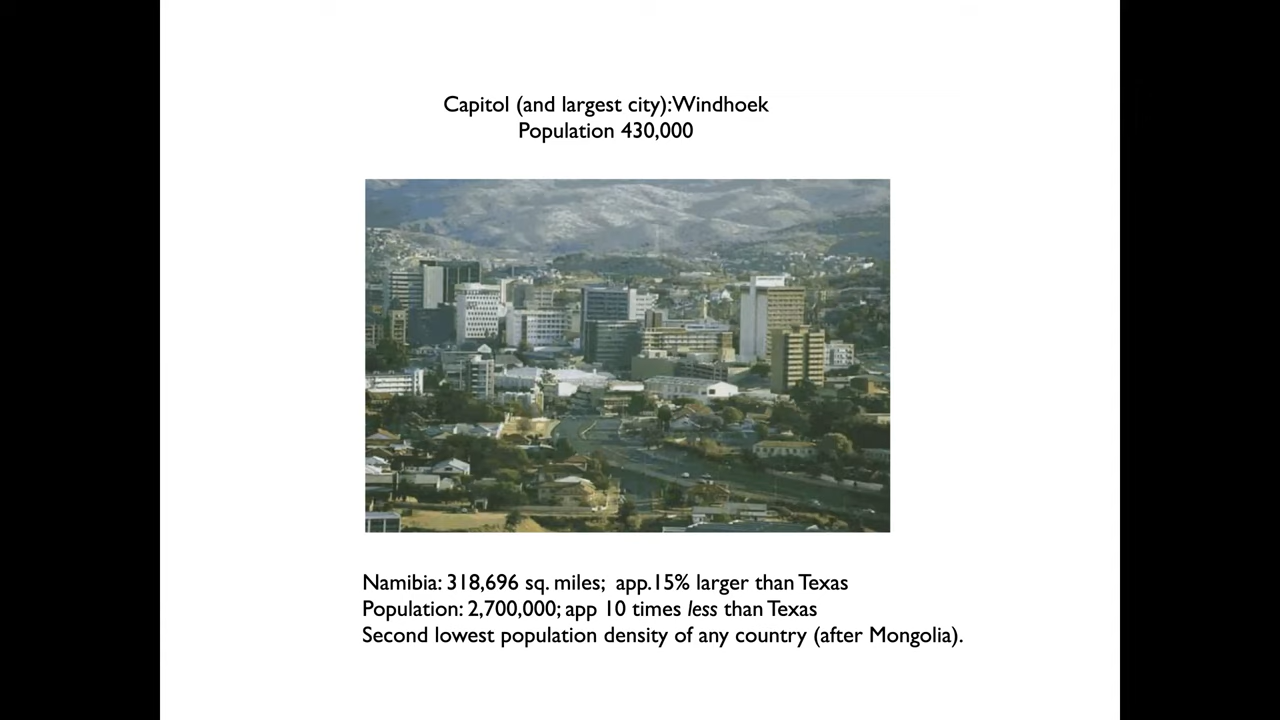 Capitol (and largest city):Windhoek
Population 430,000
Namibia: 318,696 sq. miles;  app.15% larger than Texas
Population: 2,700,000; app 10 times less than Texas
Second lowest population density of any country (after Mongolia).